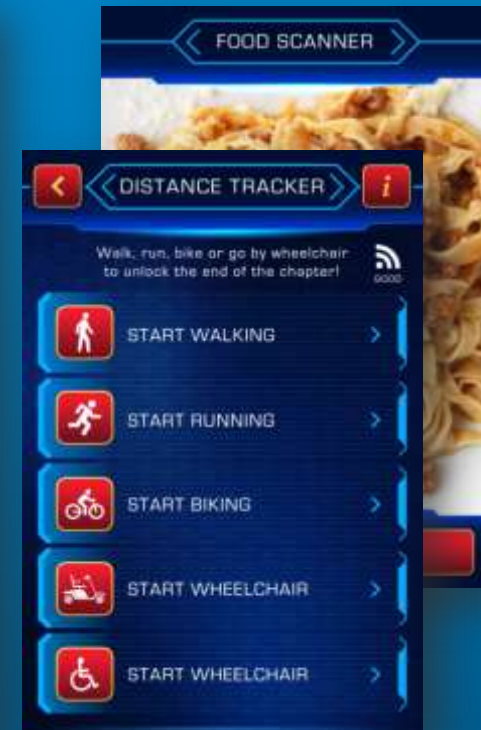 FOOD SCANNER
DISTANCE TRACKER
i
Walk, run, bike or go by wheelchair
to unlock the end of the chapter!
GOOD
START WALKING
START RUNNING
START BIKING
START WHEELCHAIR
START WHEELCHAIR